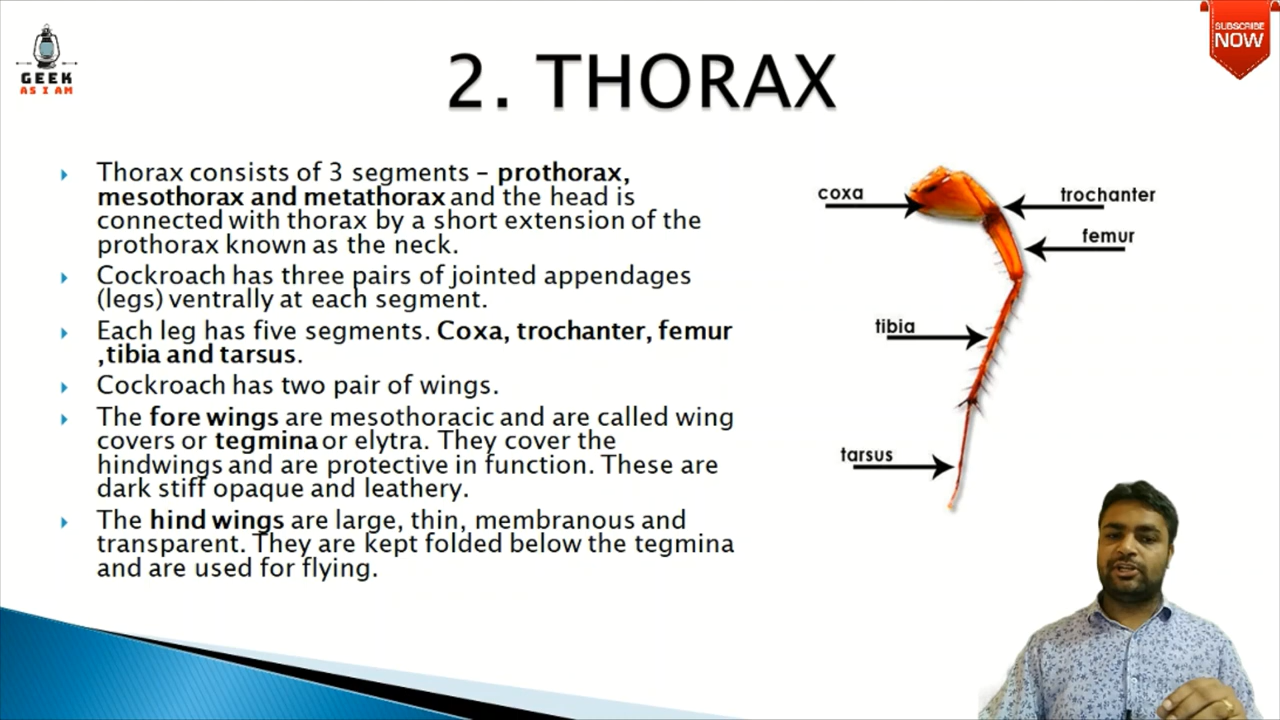 GEEK
AS I AM
SUBSCRIBE
NOW
2. THORAX
Thorax consists of 3 segments – prothorax,
mesothorax and metathorax and the head is
connected with thorax by a short extension of the
prothorax known as the neck.
Cockroach has three pairs of jointed appendages
(legs) ventrally at each segment.
Each leg has five segments. Coxa, trochanter, femur
,tibia and tarsus.
Cockroach has two pair of wings.
The fore wings are mesothoracic and are called wing
covers or tegmina or elytra. They cover the
hindwings and are protective in function. These are
dark stiff opaque and leathery.
The hind wings are large, thin, membranous and
transparent. They are kept folded below the tegmina
and are used for flying.
coxa
trochanter
femur
tibia
tarsus